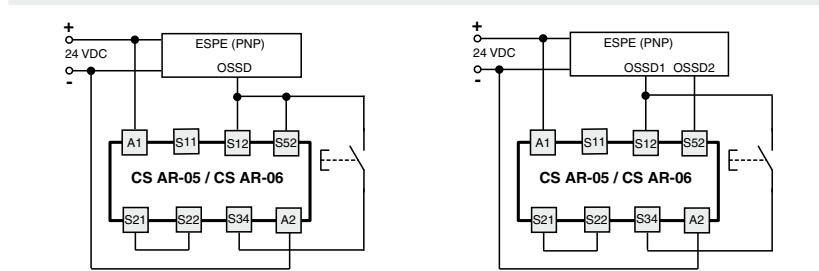 +
24 VDC
-
ESPE (PNP)
OSSD
A1 S11 S12 S52
CS AR-05 / CS AR-06
S21 S22 S34 A2
+
24 VDC
-
ESPE (PNP)
OSSD1 OSSD2
A1 S11 S12 S52
CS AR-05 / CS AR-06
S21 S22 S34 A2